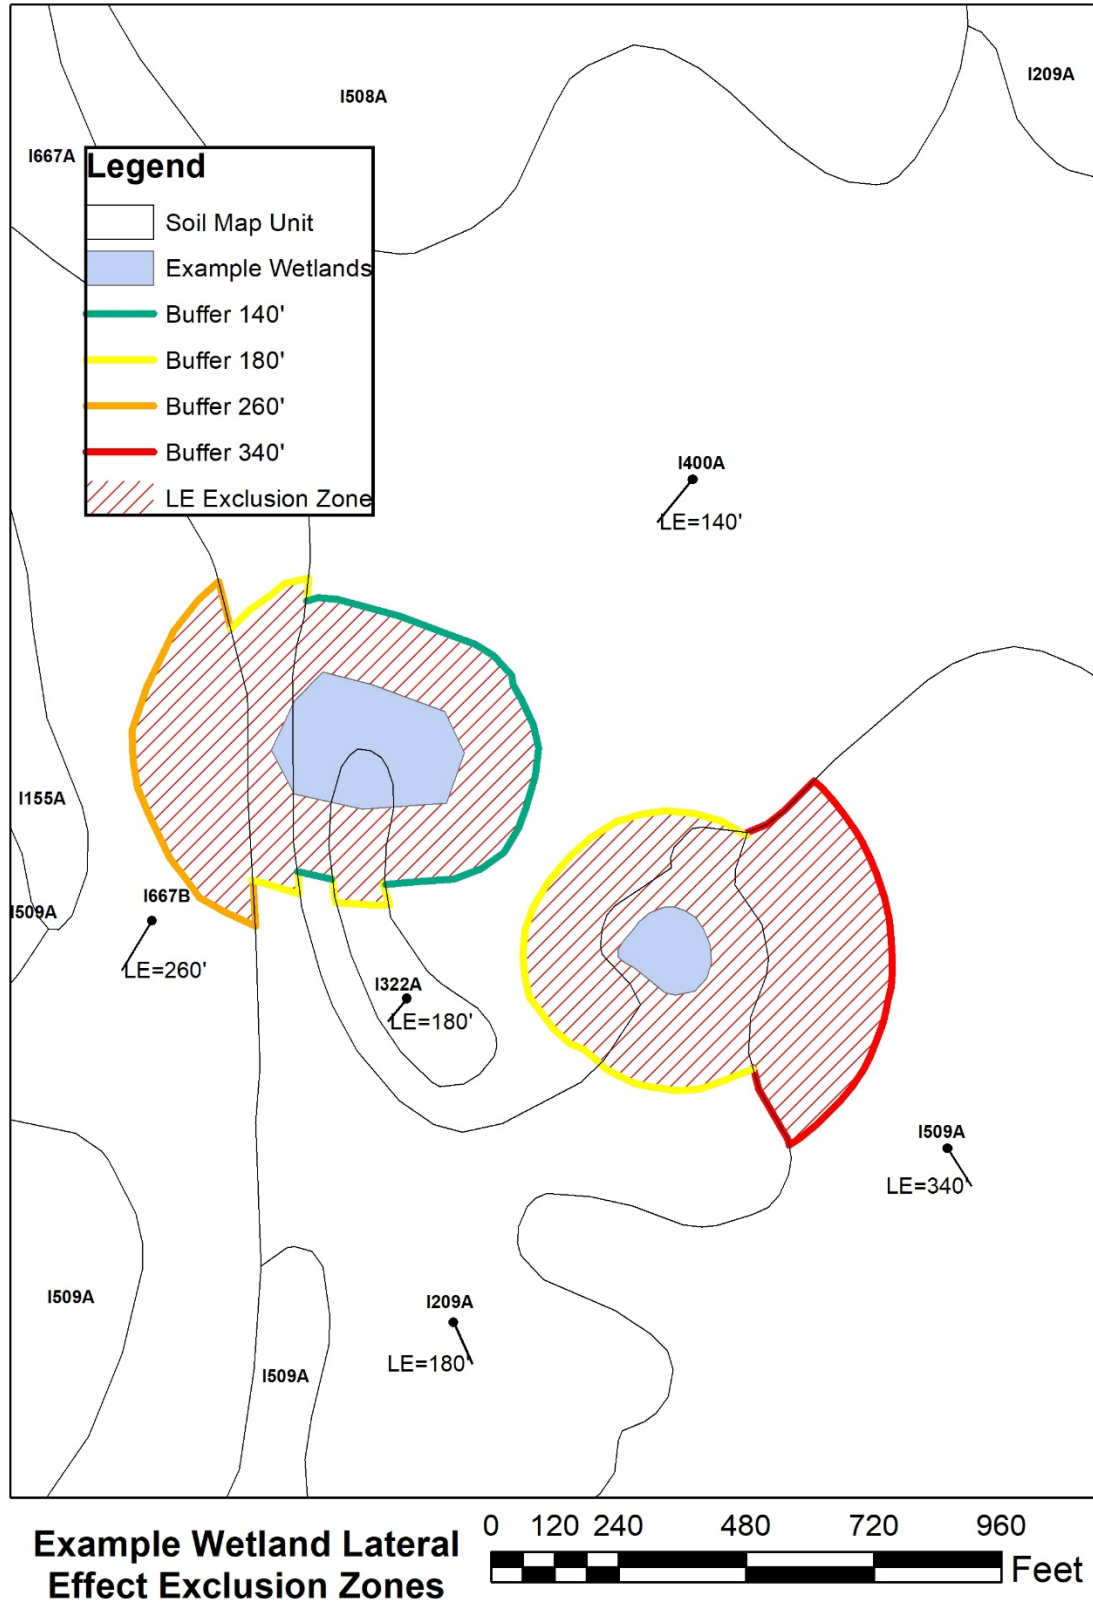 I508A
I209A
I667A
Legend
Soil Map Unit
Example Wetlands
Buffer 140'
Buffer 180'
Buffer 260'
Buffer 340'
LE Exclusion Zone
I400A
LE=140'
I155A
I667B
I509A
LE=260'
I322A
LE=180'
I509A
LE=340'
I509A
I209A
LE=180'
I509A
Example Wetland Lateral
Effect Exclusion Zones
0 120 240 480 720 960
Feet